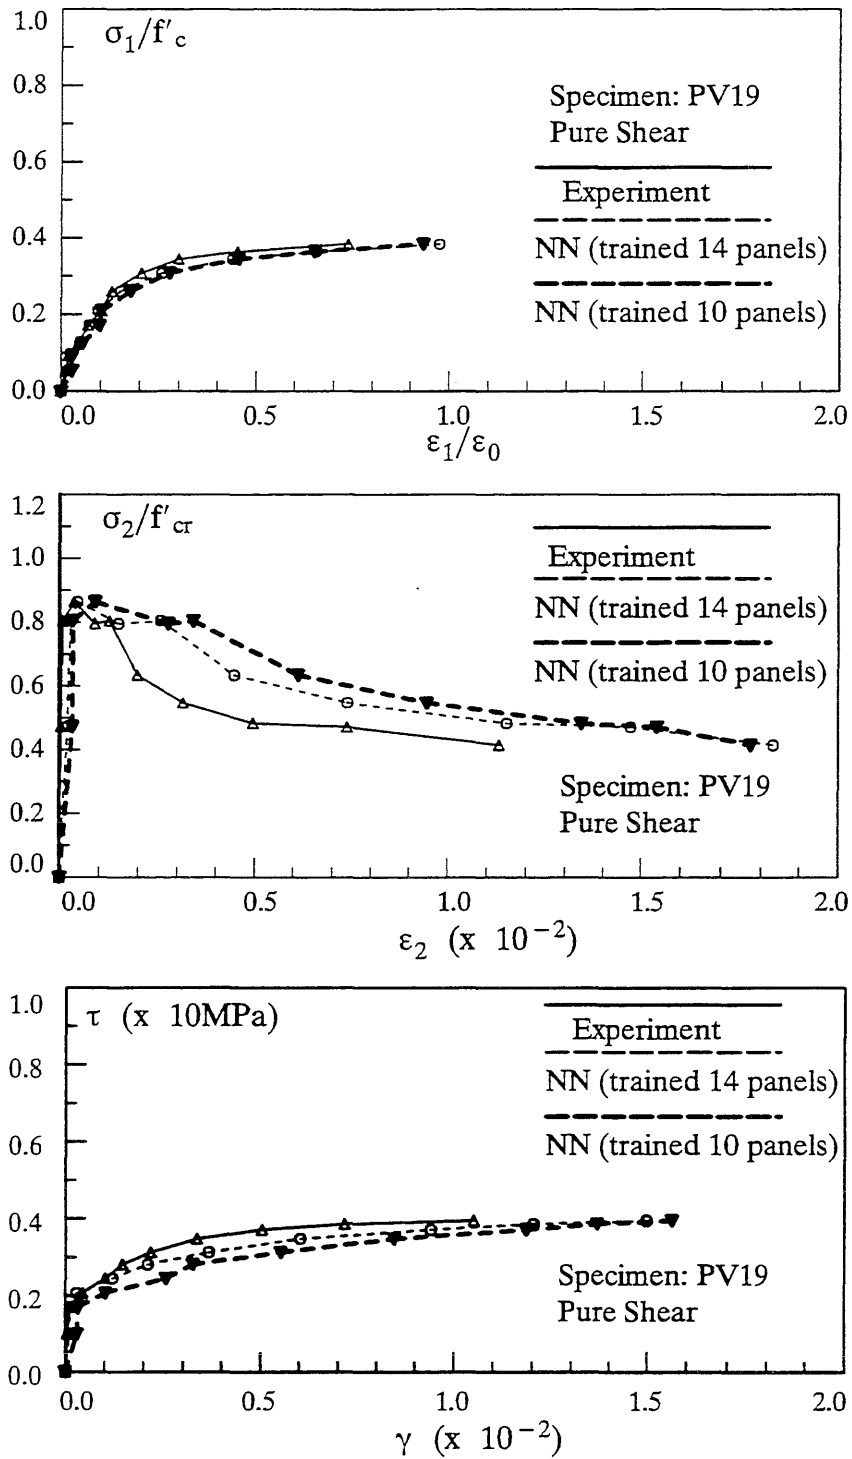 1.0
σ₁/f′c
0.8
0.6
0.4
0.2
0.0
Specimen: PV19
Pure Shear
Experiment
NN (trained 14 panels)
NN (trained 10 panels)
0.0 0.5 1.0 1.5 2.0
ε₁/ε₀
1.2
σ₂/f′cr
1.0
0.8
0.6
0.4
0.2
0.0
Experiment
NN (trained 14 panels)
NN (trained 10 panels)
Specimen: PV19
Pure Shear
0.0 0.5 1.0 1.5 2.0
ε₂ (x 10⁻²)
1.0
τ (x 10MPa)
0.8
0.6
0.4
0.2
0.0
Experiment
NN (trained 14 panels)
NN (trained 10 panels)
Specimen: PV19
Pure Shear
0.0 0.5 1.0 1.5 2.0
γ (x 10⁻²)